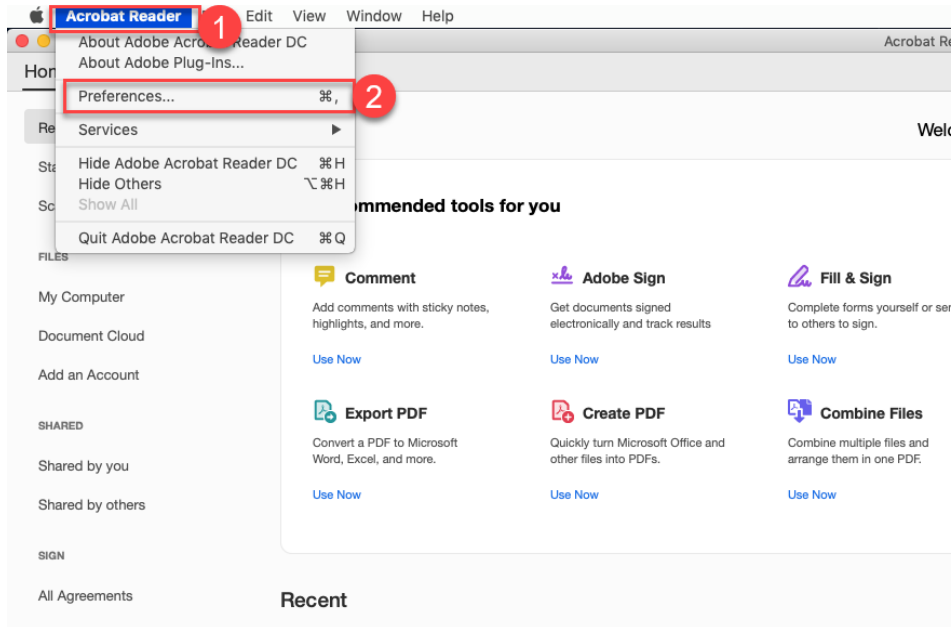 Acrobat Reader Edit View Window Help
1
About Adobe Acro Reader DC
Acrobat Re
About Adobe Plug-Ins...
Hor
Preferences... ⌘,
2
Re
Services ▶
Welc
Sta
Hide Adobe Acrobat Reader DC ⌘H
Hide Others ⌥⌘H
Sc
Show All
ommended tools for you
Quit Adobe Acrobat Reader DC ⌘Q
FILES
My Computer
Document Cloud
Add an Account
SHARED
Shared by you
Shared by others
SIGN
All Agreements
Comment
Add comments with sticky notes,
highlights, and more.
Use Now
Adobe Sign
Get documents signed
electronically and track results
Use Now
Fill & Sign
Complete forms yourself or ser
to others to sign.
Use Now
Export PDF
Convert a PDF to Microsoft
Word, Excel, and more.
Use Now
Create PDF
Quickly turn Microsoft Office and
other files into PDFs.
Use Now
Combine Files
Combine multiple files and
arrange them in one PDF.
Use Now
Recent